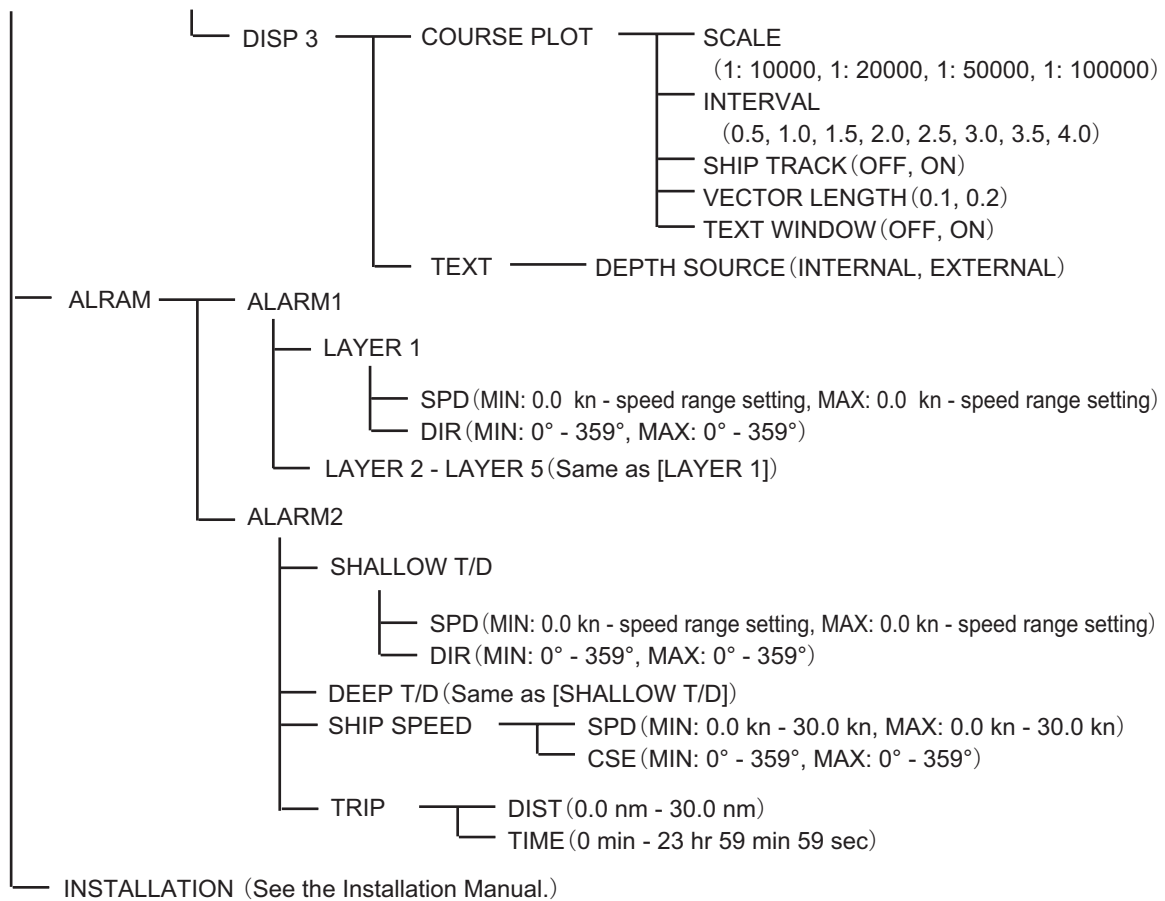 DISP 3 COURSE PLOT SCALE
(1: 10000, 1: 20000, 1: 50000, 1: 100000)
INTERVAL
(0.5, 1.0, 1.5, 2.0, 2.5, 3.0, 3.5, 4.0)
SHIP TRACK(OFF, ON)
VECTOR LENGTH(0.1, 0.2)
TEXT WINDOW(OFF, ON)
TEXT DEPTH SOURCE(INTERNAL, EXTERNAL)
ALRAM ALARM1
LAYER 1
SPD(MIN: 0.0 kn - speed range setting, MAX: 0.0 kn - speed range setting)
DIR(MIN: 0° - 359°, MAX: 0° - 359°)
LAYER 2 - LAYER 5(Same as [LAYER 1])
ALARM2
SHALLOW T/D
SPD(MIN: 0.0 kn - speed range setting, MAX: 0.0 kn - speed range setting)
DIR(MIN: 0° - 359°, MAX: 0° - 359°)
DEEP T/D(Same as [SHALLOW T/D])
SHIP SPEED SPD(MIN: 0.0 kn - 30.0 kn, MAX: 0.0 kn - 30.0 kn)
CSE(MIN: 0° - 359°, MAX: 0° - 359°)
TRIP DIST(0.0 nm - 30.0 nm)
TIME(0 min - 23 hr 59 min 59 sec)
INSTALLATION (See the Installation Manual.)